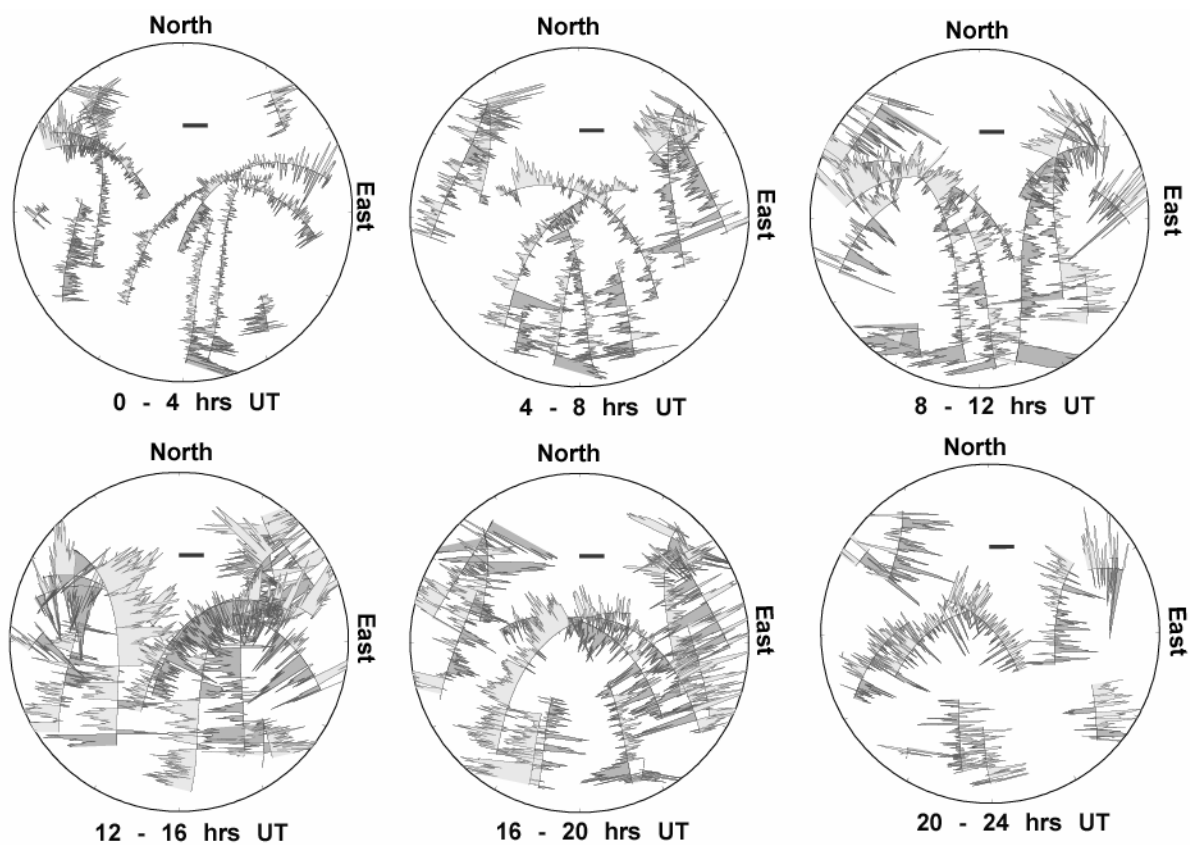 North
North
North
East
East
East
0 - 4 hrs UT
4 - 8 hrs UT
8 - 12 hrs UT
North
North
North
East
East
East
12 - 16 hrs UT
16 - 20 hrs UT
20 - 24 hrs UT